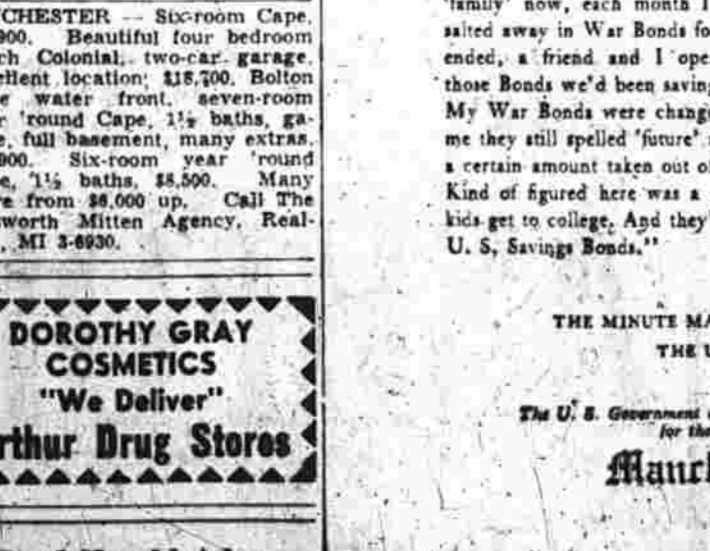 CHESTER — Six-room Cape,
900. Beautiful four bedroom
ch Colonial, two-car garage.
ellent location; $18,700. Bolton
e water front, seven-room
r 'round Cape, 1½ baths, ga-
e, full basement, many extras.
900. Six-room year 'round
e, 1½ baths, $8,500. Many
e from $6,000 up. Call The
sworth Mitten Agency, Real-
, MI 3-6930.
DOROTHY GRAY
COSMETICS
"We Deliver"
rthur Drug Stores
'family' now, each month I
salted away in War Bonds fo
ended, a friend and I ope
those Bonds we'd been saving
My War Bonds were change
me they still spelled 'future'
a certain amount taken out o
Kind of figured here was a
kids get to college. And they'
U. S. Savings Bonds."
THE MINUTE MA
THE U
The U. S. Government
for the
Manch